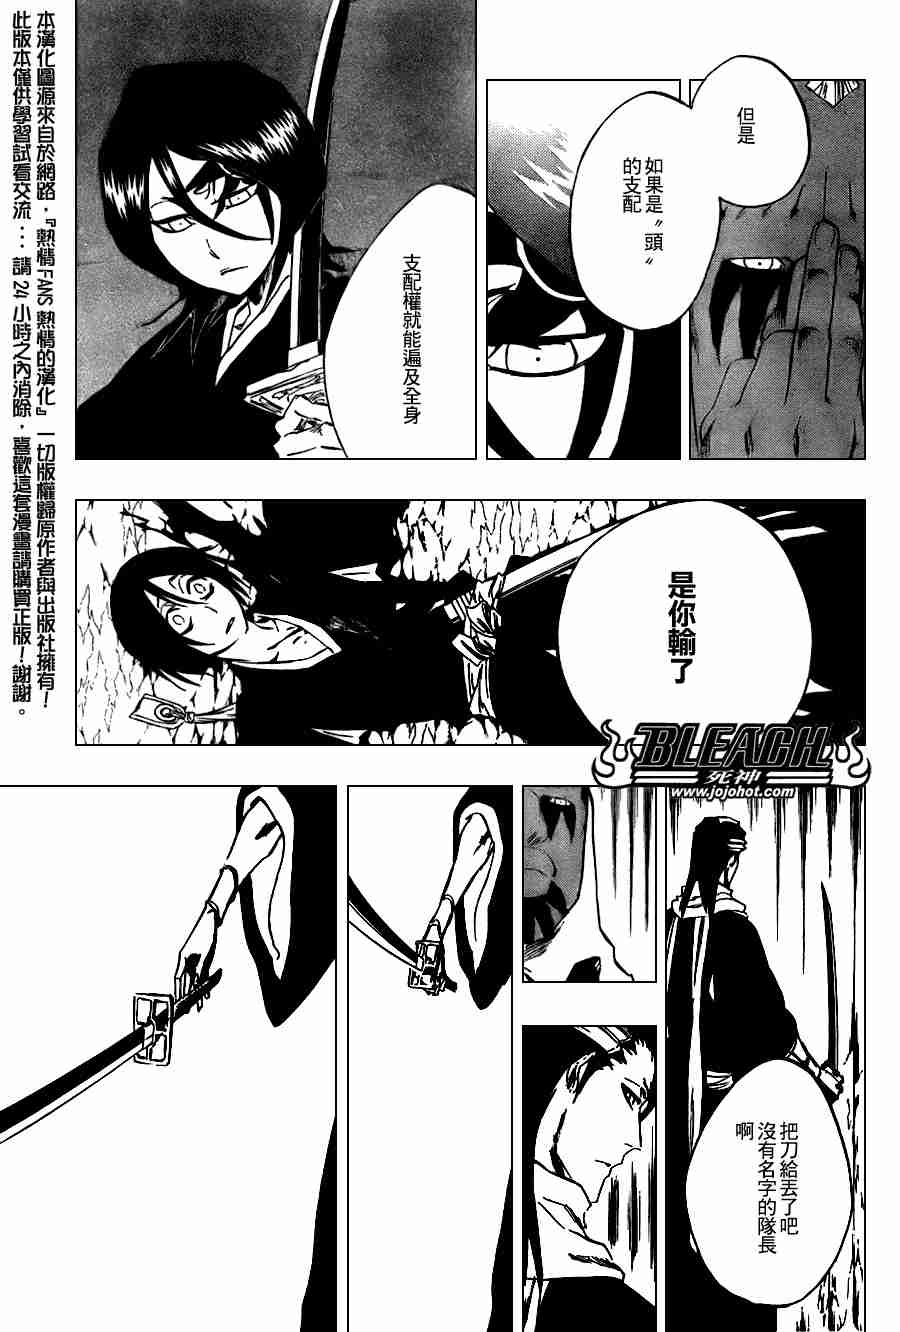 但是
如果是〝頭〞
的支配
支配權就能遍及全身
是你輸了
BLEACH
死神
www.jojohot.com
把刀給丟了吧
沒有名字的隊長
啊
本漢化圖源來自於網路，『熱情FANS 熱情的漢化』一切版權歸原作者與出版社擁有！
此版本僅供學習試看交流... 請 24 小時之內消除，喜歡這套漫畫請購買正版！謝謝。